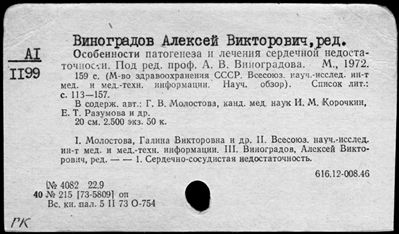 Виноградов Алексей Викторович, ред.
АI
II99
Особенности патогенеза и лечения сердечной недоста-
точности. Под ред. проф. А. В. Виноградова. М., 1972.
159 с. (М-во здравоохранения СССР. Всесоюз. науч.-исслед. ин-т
мед. и мед.-техн. информации. Науч. обзор). Список лит.:
с. 113—157.
В содерж. авт.: Г. В. Молостова, канд. мед. наук И. М. Корочкин,
Е. Т. Разумова и др.
20 см. 2.500 экз. 50 к.
I. Молостова, Галина Викторовна и др. II. Всесоюз. науч.-исслед.
ин-т мед. и мед.-техн. информации. III. Виноградов, Алексей Викто-
рович, ред. — — 1. Сердечно-сосудистая недостаточность.
616.12-008.46
№ 4082 22.9
40 № 215 [73-5809] оп
Вс. кн. пал. 5 II 73 О-754
РК